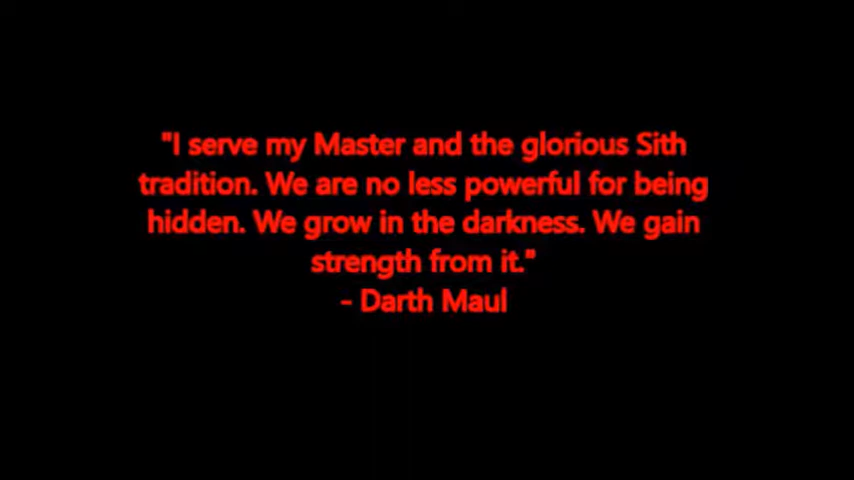 "I serve my Master and the glorious Sith
tradition. We are no less powerful for being
hidden. We grow in the darkness. We gain
strength from it."
- Darth Maul